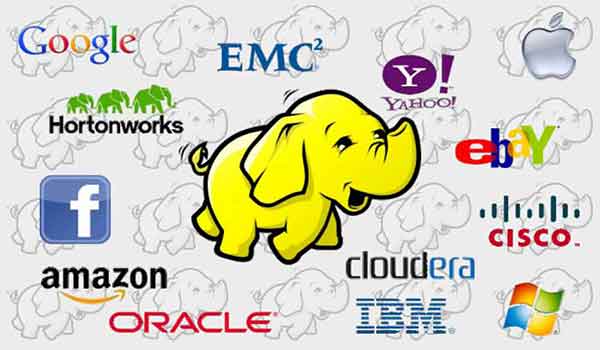 Google
EMC²
YAHOO!
Hortonworks
ebaY
f
CISCO
amazon
cloudera
ORACLE
IBM